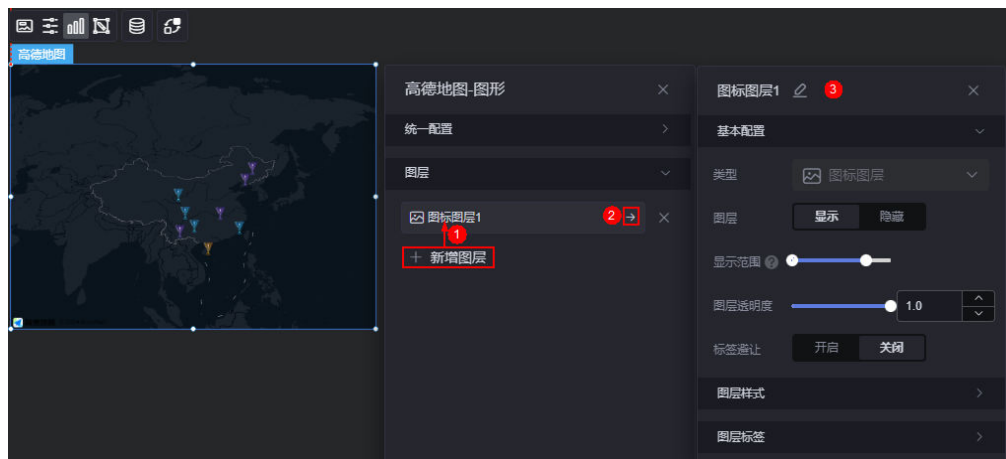 高德地图
高德地图-图形
统一配置
图层
图标图层1
2
1
新增图层
图标图层1
3
基本配置
类型
图标图层
图层
显示
隐藏
显示范围
图层透明度
1.0
标签避让
开启
关闭
图层样式
图层标签